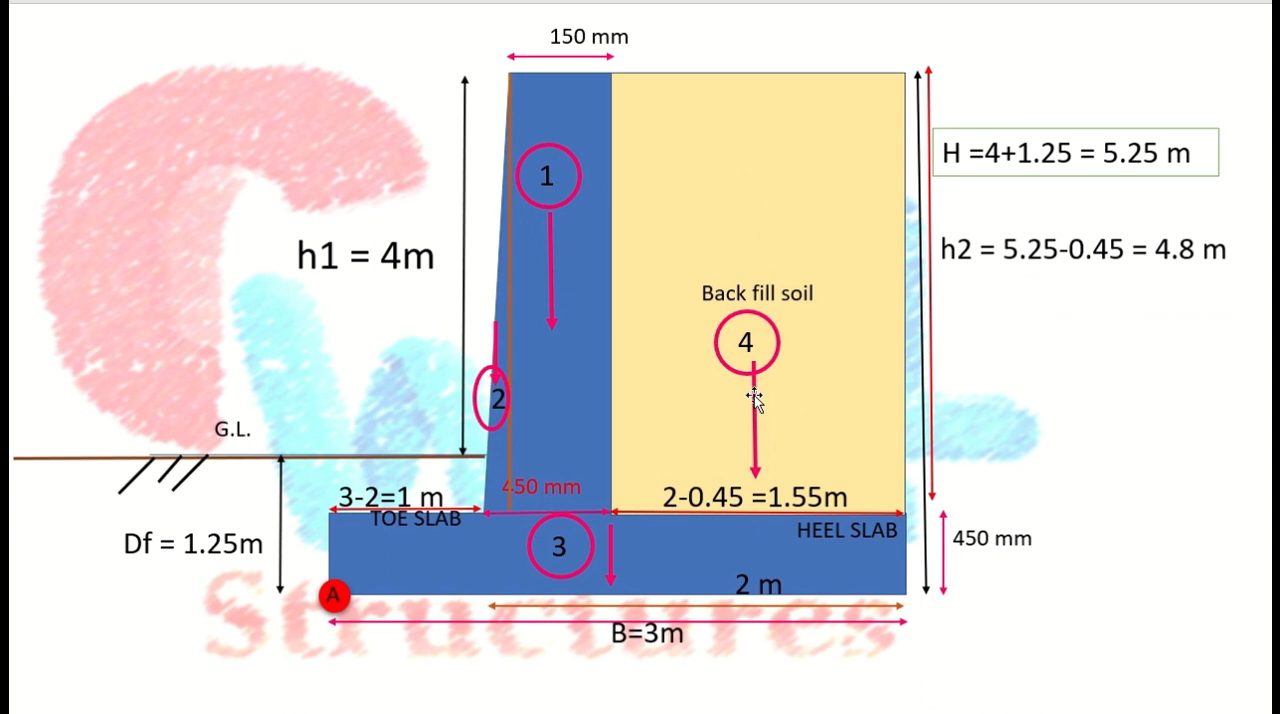 150 mm
1
H =4+1.25 = 5.25 m
h1 = 4m
h2 = 5.25-0.45 = 4.8 m
Back fill soil
4
2
G.L.
3-2=1 m
450 mm
2-0.45 =1.55m
TOE SLAB
HEEL SLAB
Df = 1.25m
3
450 mm
2 m
A
B=3m
Structures